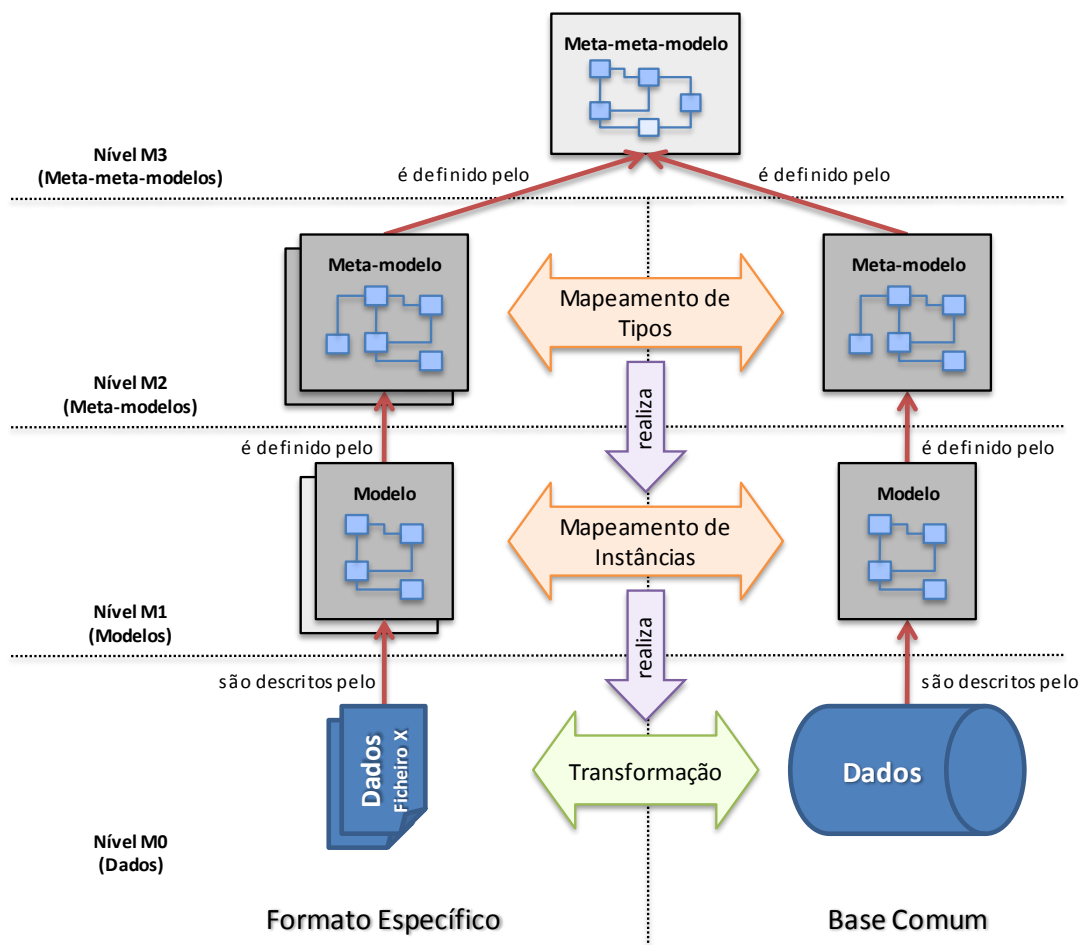 Meta-meta-modelo
Nível M3
(Meta-meta-modelos)
é definido pelo
é definido pelo
Meta-modelo
Mapeamento de
Tipos
Meta-modelo
Nível M2
(Meta-modelos)
realiza
é definido pelo
é definido pelo
Modelo
Mapeamento de
Instâncias
Modelo
Nível M1
(Modelos)
realiza
são descritos pelo
são descritos pelo
Dados
Ficheiro X
Transformação
Dados
Nível M0
(Dados)
Formato Específico
Base Comum